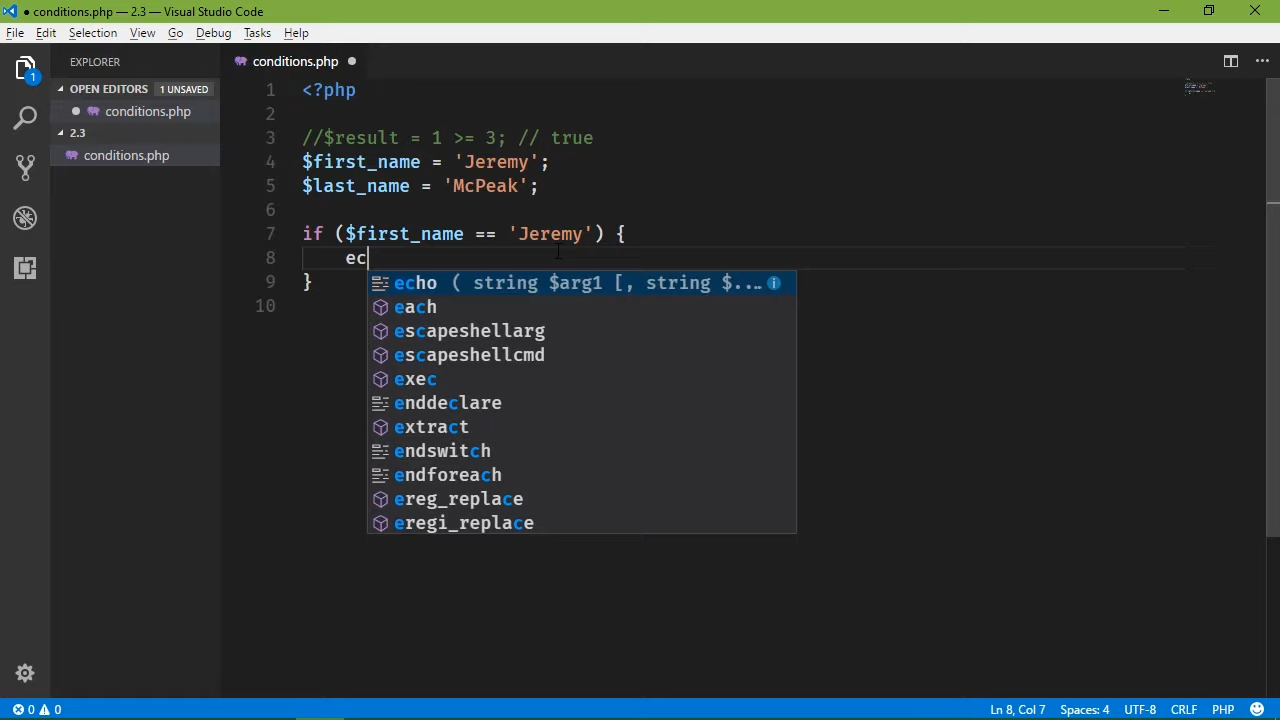 ● conditions.php — 2.3 — Visual Studio Code
File Edit Selection View Go Debug Tasks Help
EXPLORER
conditions.php ●
OPEN EDITORS 1 UNSAVED
● conditions.php
2.3
conditions.php
1
1 <?php
2
3 //$result = 1 >= 3; // true
4 $first_name = 'Jeremy';
5 $last_name = 'McPeak';
6
7 if ($first_name == 'Jeremy') {
8     ec
9 }
10
echo ( string $arg1 [, string $...
each
escapeshellarg
escapeshellcmd
exec
enddeclare
extract
endswitch
endforeach
ereg_replace
eregi_replace
0 0
Ln 8, Col 7 Spaces: 4 UTF-8 CRLF PHP